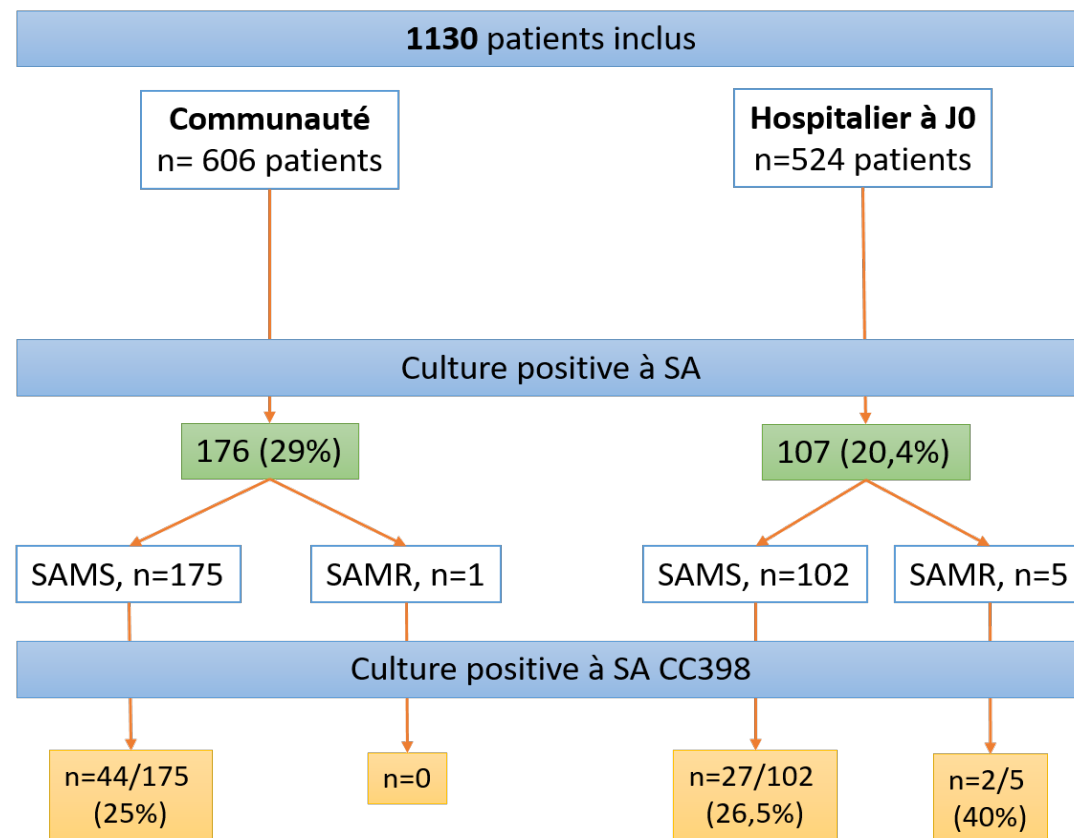 1130 patients inclus
Communauté
n= 606 patients
Hospitalier à J0
n=524 patients
Culture positive à SA
176 (29%)
107 (20,4%)
SAMS, n=175
SAMR, n=1
SAMS, n=102
SAMR, n=5
Culture positive à SA CC398
n=44/175
(25%)
n=0
n=27/102
(26,5%)
n=2/5
(40%)